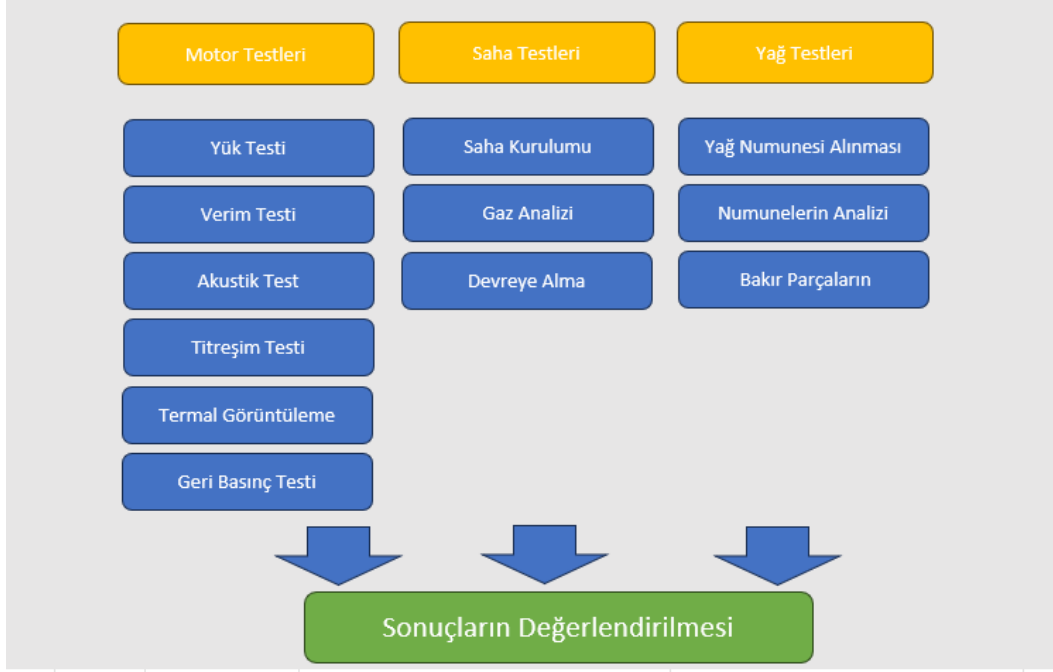 Motor Testleri
Saha Testleri
Yağ Testleri
Yük Testi
Saha Kurulumu
Yağ Numunesi Alınması
Verim Testi
Gaz Analizi
Numunelerin Analizi
Akustik Test
Devreye Alma
Bakır Parçaların
Titreşim Testi
Termal Görüntüleme
Geri Basınç Testi
Sonuçların Değerlendirilmesi